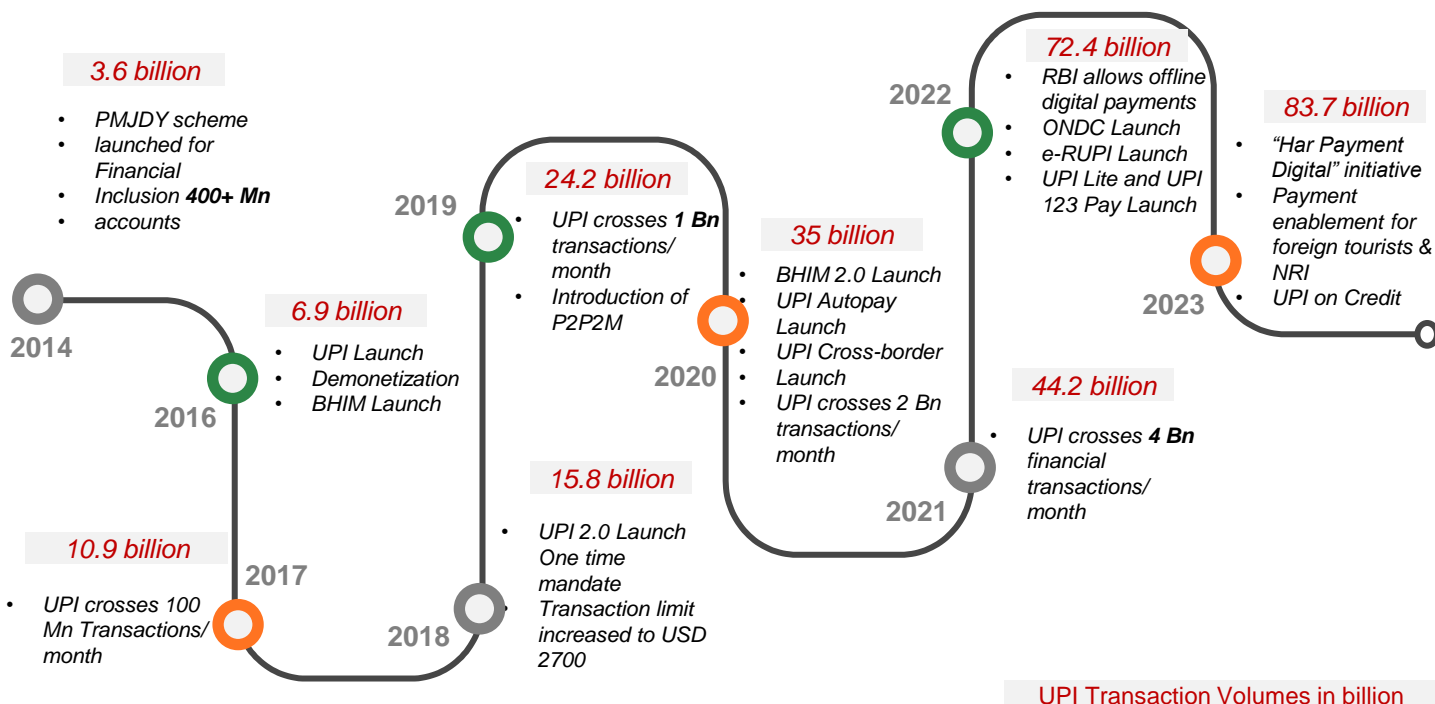 3.6 billion
• PMJDY scheme
• launched for
Financial
• Inclusion 400+ Mn
• accounts
2014
6.9 billion
• UPI Launch
• Demonetization
• BHIM Launch
2016
10.9 billion
• UPI crosses 100
Mn Transactions/
month
2017
15.8 billion
• UPI 2.0 Launch
One time
mandate
• Transaction limit
increased to USD
2700
2018
24.2 billion
• UPI crosses 1 Bn
transactions/
month
• Introduction of
P2P2M
2019
35 billion
• BHIM 2.0 Launch
• UPI Autopay
Launch
• UPI Cross-border
• Launch
• UPI crosses 2 Bn
transactions/
month
2020
44.2 billion
• UPI crosses 4 Bn
financial
transactions/
month
2021
72.4 billion
• RBI allows offline
digital payments
• ONDC Launch
• e-RUPI Launch
• UPI Lite and UPI
123 Pay Launch
2022
83.7 billion
• “Har Payment
Digital” initiative
• Payment
enablement for
foreign tourists &
NRI
• UPI on Credit
2023
UPI Transaction Volumes in billion